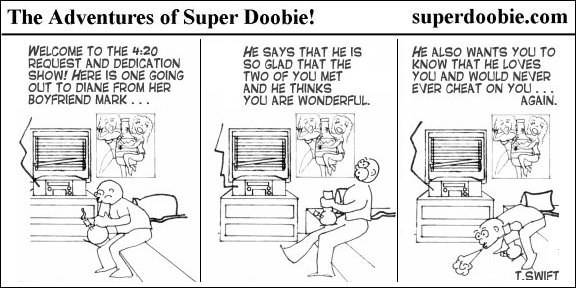 The Adventures of Super Doobie!
superdoobie.com
WELCOME TO THE 4:20
REQUEST AND DEDICATION
SHOW! HERE IS ONE GOING
OUT TO DIANE FROM HER
BOYFRIEND MARK . . .
HE SAYS THAT HE IS
SO GLAD THAT THE
TWO OF YOU MET
AND HE THINKS
YOU ARE WONDERFUL.
HE ALSO WANTS YOU TO
KNOW THAT HE LOVES
YOU AND WOULD NEVER
EVER CHEAT ON YOU . . .
AGAIN.
T.SWIFT